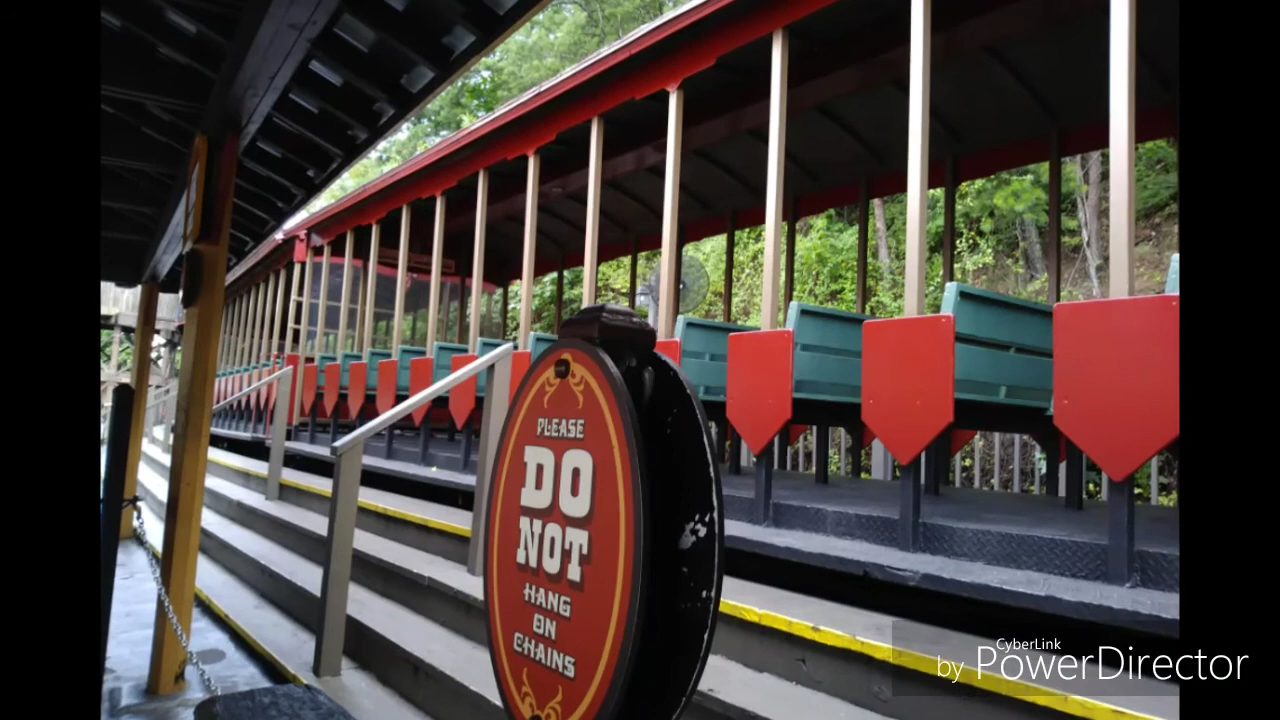 PLEASE
DO
NOT
HANG
ON
CHAINS
CyberLink
by PowerDirector